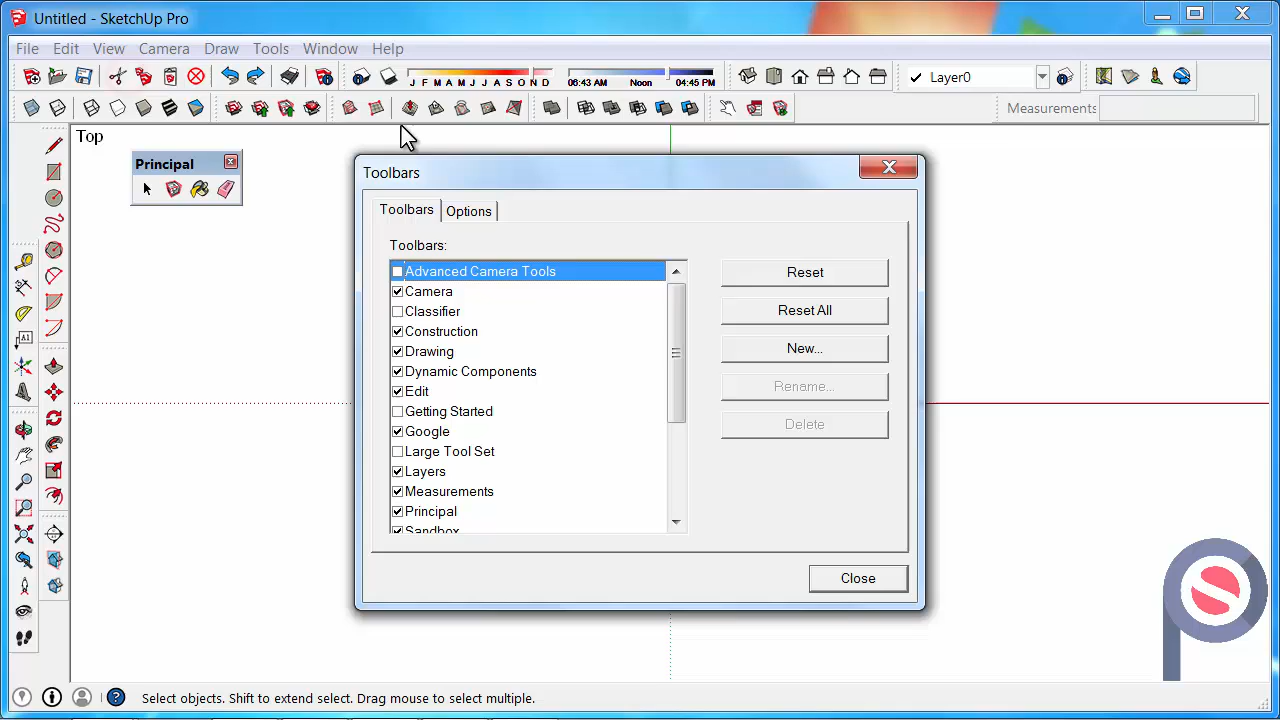 Untitled - SketchUp Pro
File Edit View Camera Draw Tools Window Help
J F M A M J J A S O N D
06:43 AM Noon 04:45 PM
Layer0
Measurements
Top
Principal
Toolbars
Toolbars Options
Toolbars:
Advanced Camera Tools
Camera
Classifier
Construction
Drawing
Dynamic Components
Edit
Getting Started
Google
Large Tool Set
Layers
Measurements
Principal
Sandbox
Reset
Reset All
New...
Rename...
Delete
Close
Select objects. Shift to extend select. Drag mouse to select multiple.